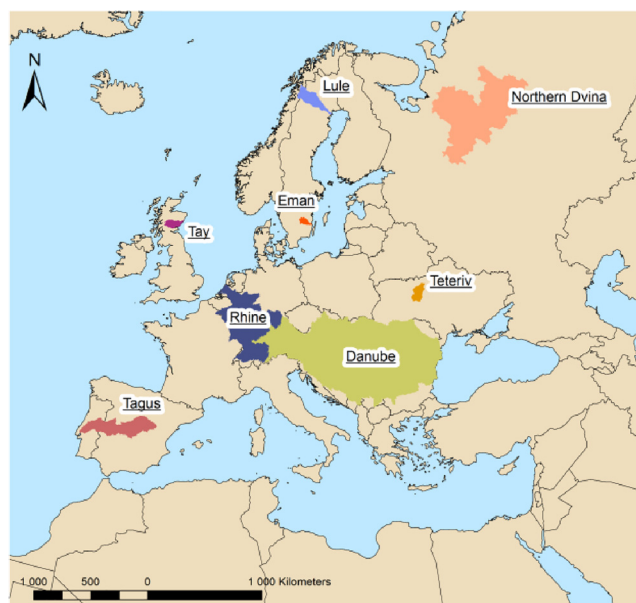 N
Lule
Northern Dvina
Eman
Tay
Teteriv
Rhine
Danube
Tagus
1 000 500 0 1 000 Kilometers